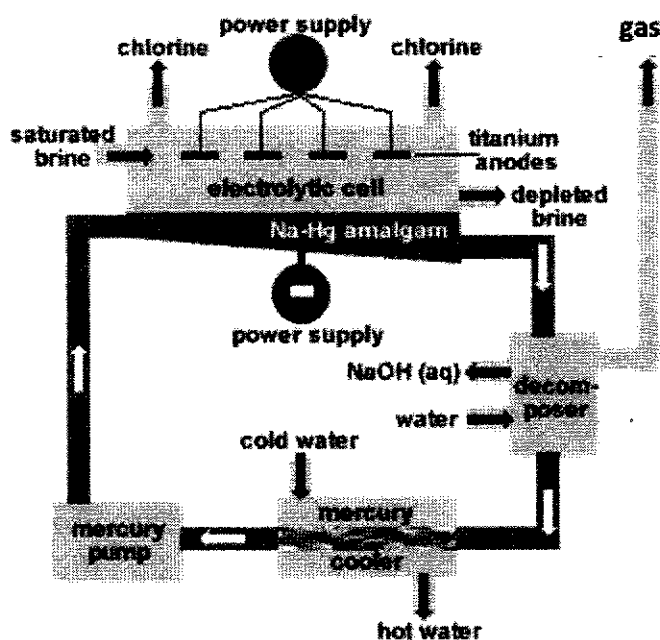 power supply
chlorine
chlorine
gas
saturated
brine
titanium
anodes
electrolytic cell
depleted
brine
Na-Hg amalgam
power supply
NaOH (aq)
decom-
poser
water
cold water
mercury
pump
mercury
cooler
hot water